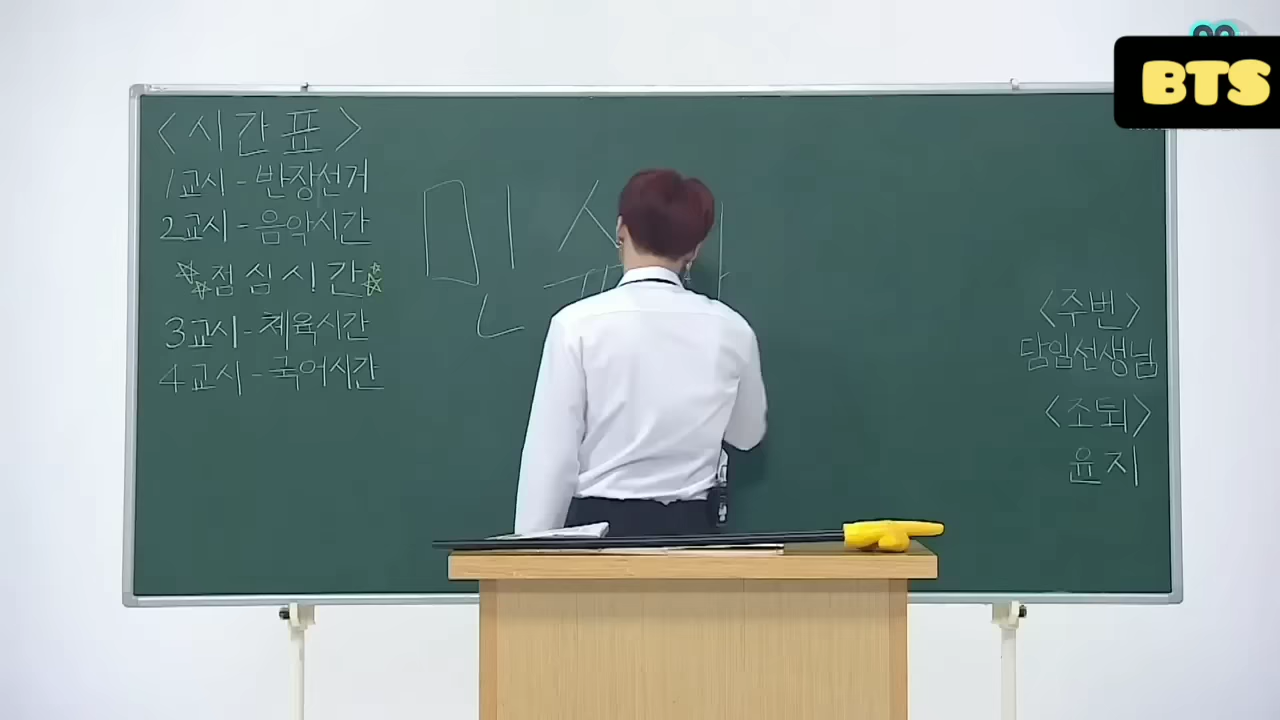 <시간표>
1교시 - 반장선거
2교시 - 음악시간
☆점심시간☆
3교시 - 체육시간
4교시 - 국어시간
민
<주번>
담임선생님
<조퇴>
윤지
BTS